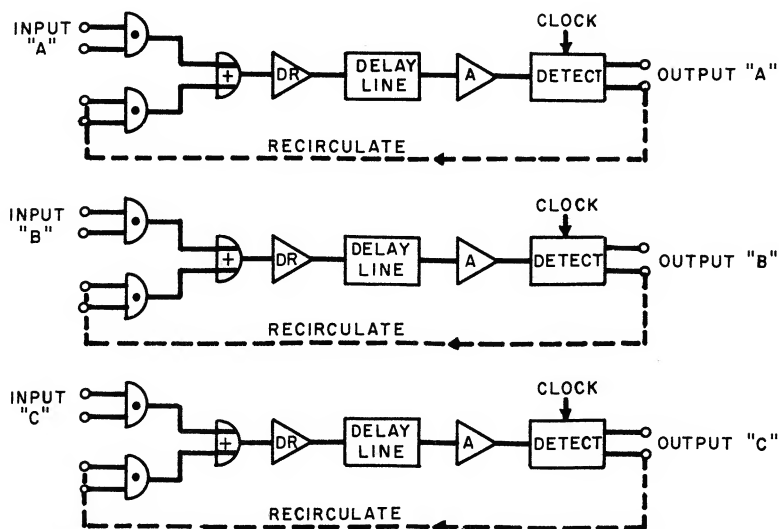 CLOCK
INPUT
"A"
+
DR
DELAY
LINE
A
DETECT
OUTPUT "A"
RECIRCULATE
CLOCK
INPUT
"B"
+
DR
DELAY
LINE
A
DETECT
OUTPUT "B"
RECIRCULATE
CLOCK
INPUT
"C"
+
DR
DELAY
LINE
A
DETECT
OUTPUT "C"
RECIRCULATE